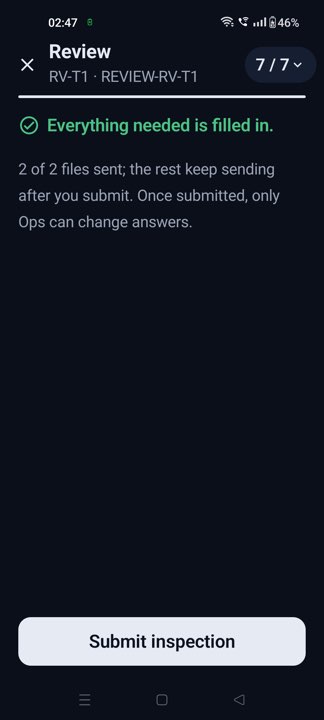 02:47
46%
Review
RV-T1 · REVIEW-RV-T1
7 / 7
Everything needed is filled in.
2 of 2 files sent; the rest keep sending
after you submit. Once submitted, only
Ops can change answers.
Submit inspection